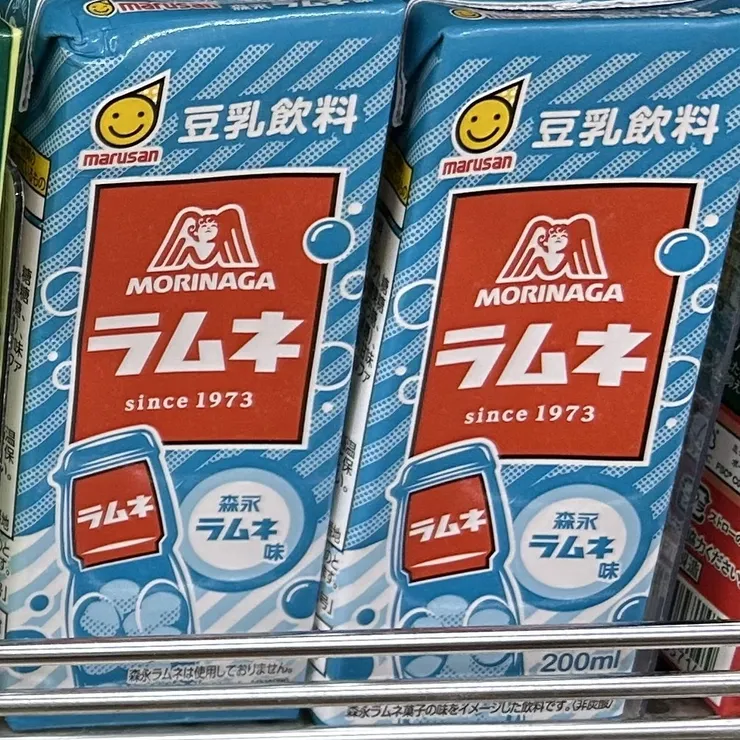 marusan
豆乳飲料
MORINAGA
ラムネ
since 1973
ラムネ
森永
ラムネ
味
森永ラムネは使用しておりません。
marusan
marusan
豆乳飲料
MORINAGA
ラムネ
since 1973
ラムネ
森永
ラムネ
味
200ml
森永ラムネ菓子の味をイメージした飲料です。(非炭酸)